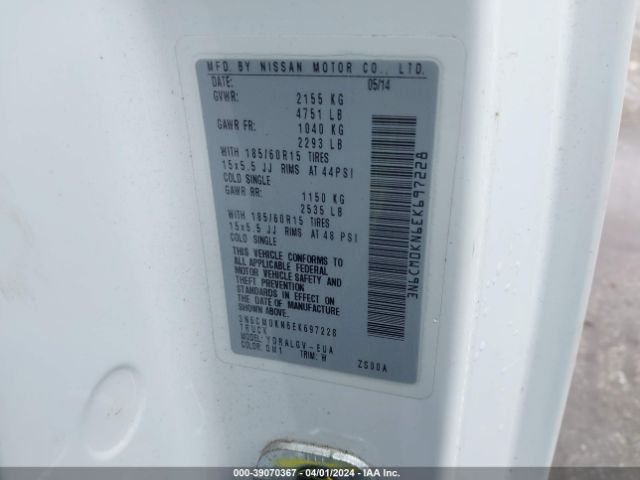 MFD. BY NISSAN MOTOR CO., LTD.
DATE: 05/14
GVWR: 2155 KG
4751 LB
GAWR FR: 1040 KG
2293 LB
WITH 185/60R15 TIRES
15x5.5 JJ RIMS AT 44PSI
COLD SINGLE
GAWR RR: 1150 KG
2535 LB
WITH 185/60R15 TIRES
15x5.5 JJ RIMS AT 48 PSI
COLD SINGLE
THIS VEHICLE CONFORMS TO
ALL APPLICABLE FEDERAL
MOTOR VEHICLE SAFETY AND
THEFT PREVENTION
STANDARDS IN EFFECT ON
THE DATE OF MANUFACTURE
SHOWN ABOVE.
3N6CM0KN6EK697228
TRUCK
MODEL: YDRALGV-EUA
COLOR: QM1 TRIM: W ZS00A
3N6CM0KN6EK697228
000-39070367 - 04/01/2024 - IAA Inc.